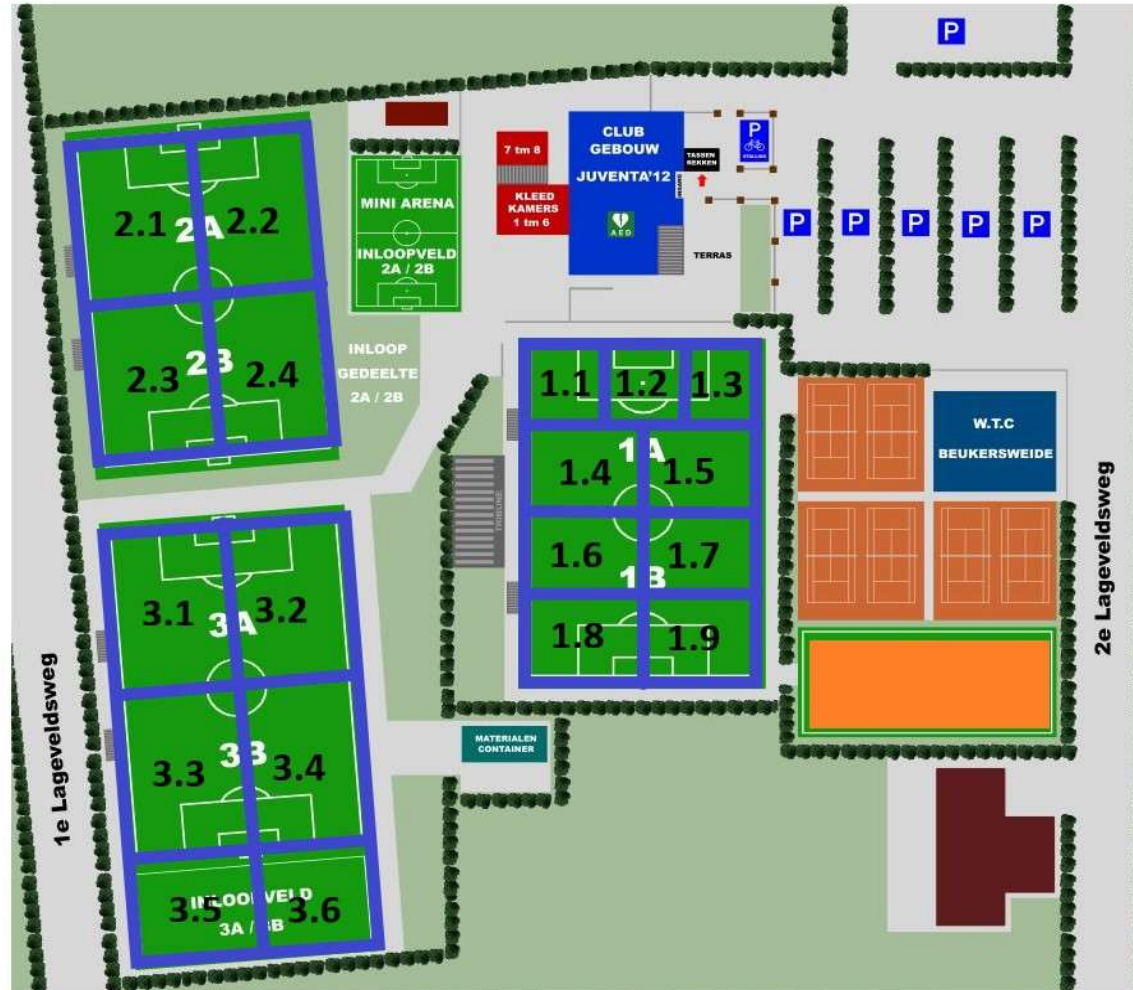 P
CLUB
GEBOUW
JUVENTA'12
AED
INGANG
TASSEN
REKKEN
P
STALLING
7 tm 8
KLEED
KAMERS
1 tm 6
TERRAS
P
P
P
P
P
MINI ARENA
INLOOPVELD
2A / 2B
2.1
2A
2.2
2.3
2B
2.4
INLOOP
GEDEELTE
2A / 2B
1.1
1.2
1.3
1A
1.4
1.5
1.6
1.7
1B
1.8
1.9
TRIBUNE
W.T.C
BEUKERSWEIDE
2e Lageveldsweg
1e Lageveldsweg
3.1
3A
3.2
3.3
3B
3.4
INLOOPVELD
3.5
3.6
3A / 3B
MATERIALEN
CONTAINER